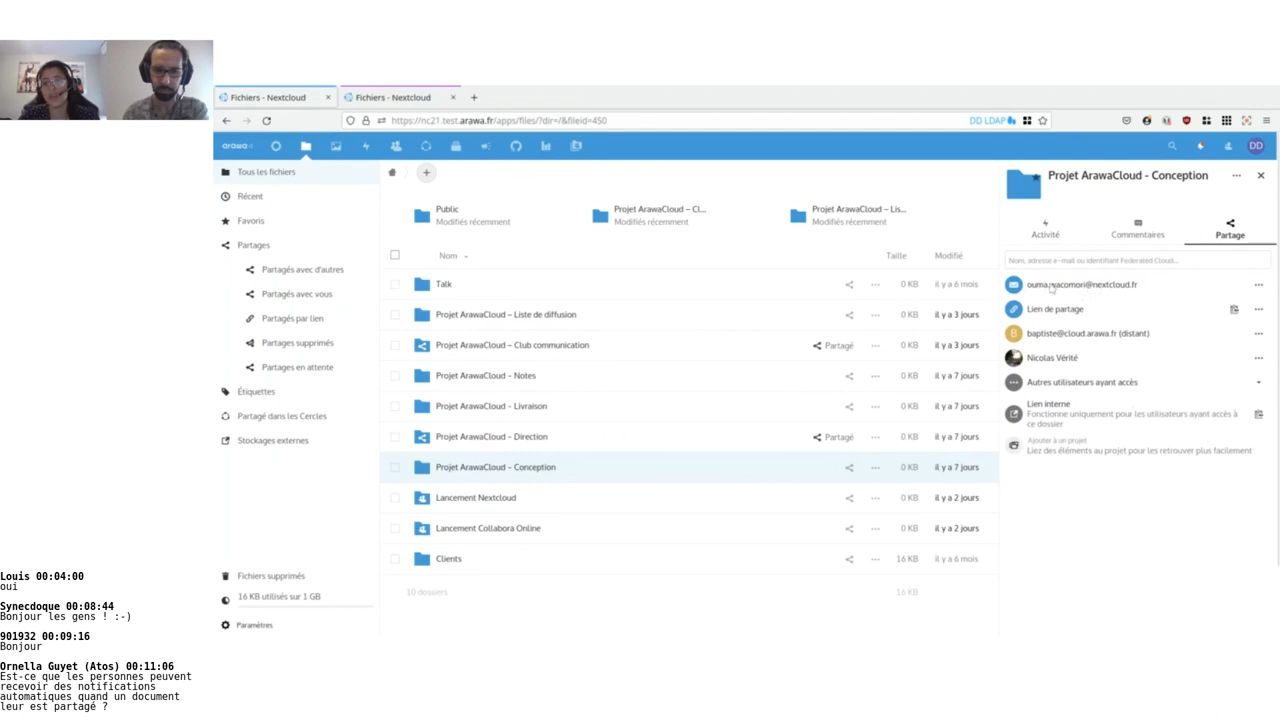 Fichiers - Nextcloud
Fichiers - Nextcloud
https://nc21.test.arawa.fr/apps/files/?dir=/&fileid=450
DD LDAP
arawa
DD
Tous les fichiers
Récent
Favoris
Partages
Partagés avec d'autres
Partagés avec vous
Partagés par lien
Partages supprimés
Partages en attente
Étiquettes
Partagé dans les Cercles
Stockages externes
Fichiers supprimés
16 KB utilisés sur 1 GB
Paramètres
Public
Modifiés récemment
Projet ArawaCloud – Cl...
Modifiés récemment
Projet ArawaCloud – Lis...
Modifiés récemment
Nom Taille Modifié
Talk 0 KB il y a 6 mois
Projet ArawaCloud – Liste de diffusion 0 KB il y a 3 jours
Projet ArawaCloud – Club communication Partagé 0 KB il y a 3 jours
Projet ArawaCloud – Notes 0 KB il y a 7 jours
Projet ArawaCloud – Livraison 0 KB il y a 7 jours
Projet ArawaCloud – Direction Partagé 0 KB il y a 7 jours
Projet ArawaCloud – Conception 0 KB il y a 7 jours
Lancement Nextcloud 0 KB il y a 2 jours
Lancement Collabora Online 0 KB il y a 2 jours
Clients 16 KB il y a 6 mois
10 dossiers 16 KB
Projet ArawaCloud - Conception
Activité
Commentaires
Partage
Nom, adresse e-mail ou identifiant Federated Cloud...
Lien de partage
B
baptiste@cloud.arawa.fr (distant)
Nicolas Vérité
Autres utilisateurs ayant accès
Lien interne
Fonctionne uniquement pour les utilisateurs ayant accès à
ce dossier
Ajouter à un projet
Liez des éléments au projet pour les retrouver plus facilement
Louis 00:04:00
oui
Synecdoque 00:08:44
Bonjour les gens ! :-)
901932 00:09:16
Bonjour
Ornella Guyet (Atos) 00:11:06
Est-ce que les personnes peuvent
recevoir des notifications
automatiques quand un document
leur est partagé ?